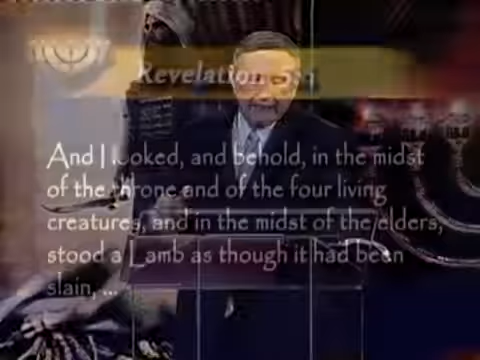 Revelation
And I looked, and behold, in the midst
of the throne and of the four living
creatures, and in the midst of the elders,
stood a Lamb as though it had been
slain, ...